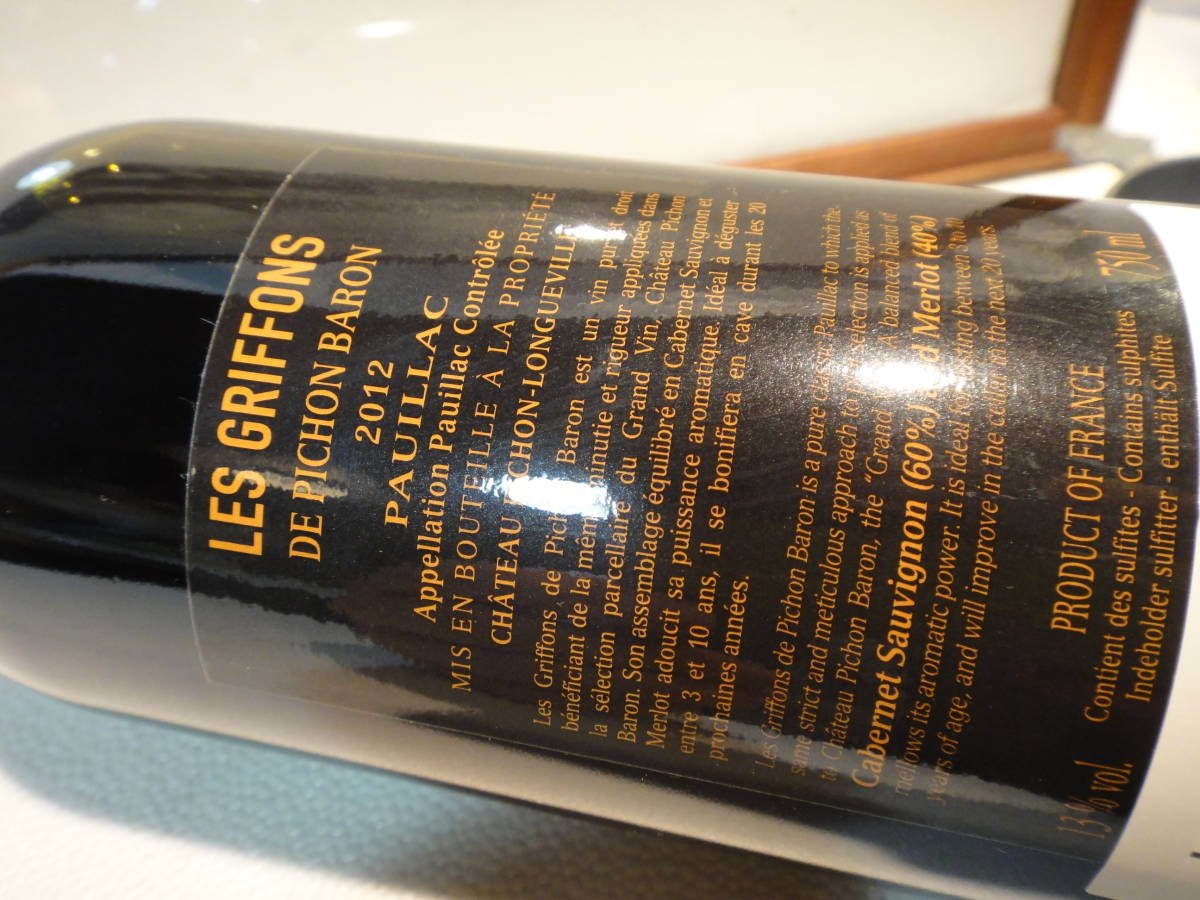 LES GRIFFONS
DE PICHON BARON
2012
PAUILLAC
Appellation Pauillac Contrôlée
MIS EN BOUTEILLE À LA PROPRIÉTÉ
CHÂTEAU PICHON-LONGUEVILLE
Les Griffons de Pichon Baron est un vin pur et droit
bénéficiant de la même minutie et rigueur appliquées dans
la sélection parcellaire du Grand Vin, Château Pichon
Baron. Son assemblage équilibré en Cabernet Sauvignon et
Merlot adoucit sa puissance aromatique. Idéal à déguster
entre 3 et 10 ans, il se bonifiera en cave durant les 20
prochaines années.
Les Griffons de Pichon Baron is a pure classic Pauillac to which the
same strict and meticulous approach to plot selection is applied as
to Château Pichon Baron, the "Grand Vin". A balanced blend of
Cabernet Sauvignon (60%) and Merlot (40%)
mellows its aromatic power. It is ideal for drinking between 3 to 10
years of age, and will improve in the cellar in the next 20 years.
PRODUCT OF FRANCE
Contient des sulfites - Contains sulphites
13 % vol. Indeholder sulfitter - enthält Sulfite 750 ml